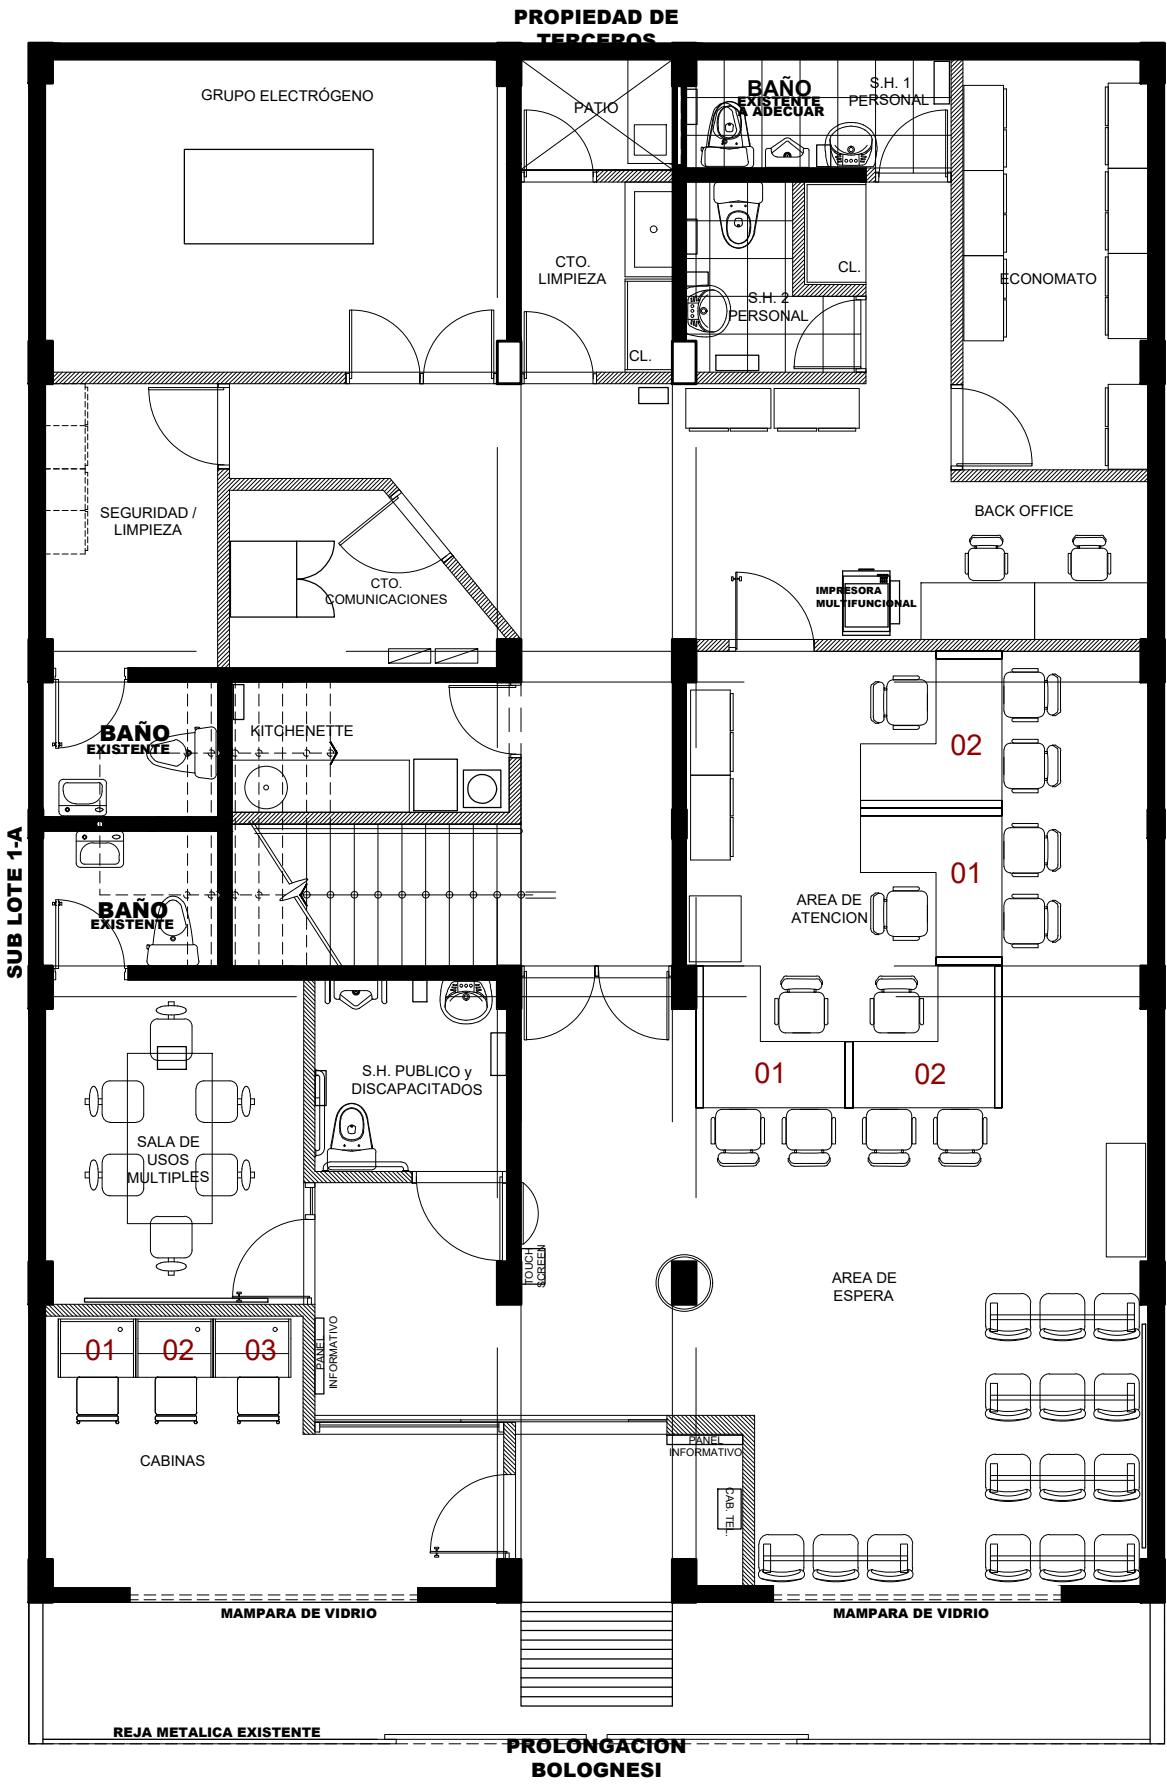 PROPIEDAD DE
TERCEROS
GRUPO ELECTRÓGENO
PATIO
BAÑO
EXISTENTE
A ADECUAR
S.H. 1
PERSONAL
CTO.
LIMPIEZA
CL.
S.H. 2
PERSONAL
CL.
ECONOMATO
SEGURIDAD /
LIMPIEZA
CTO.
COMUNICACIONES
BACK OFFICE
IMPRESORA
MULTIFUNCIONAL
BAÑO
EXISTENTE
KITCHENETTE
02
01
AREA DE
ATENCION
SUB LOTE 1-A
BAÑO
EXISTENTE
S.H. PUBLICO y
DISCAPACITADOS
01
02
SALA DE
USOS
MULTIPLES
TOUCH
SCREEN
AREA DE
ESPERA
01
02
03
PANEL
INFORMATIVO
CABINAS
PANEL
INFORMATIVO
CAB. TEL.
MAMPARA DE VIDRIO
MAMPARA DE VIDRIO
REJA METALICA EXISTENTE
PROLONGACION
BOLOGNESI